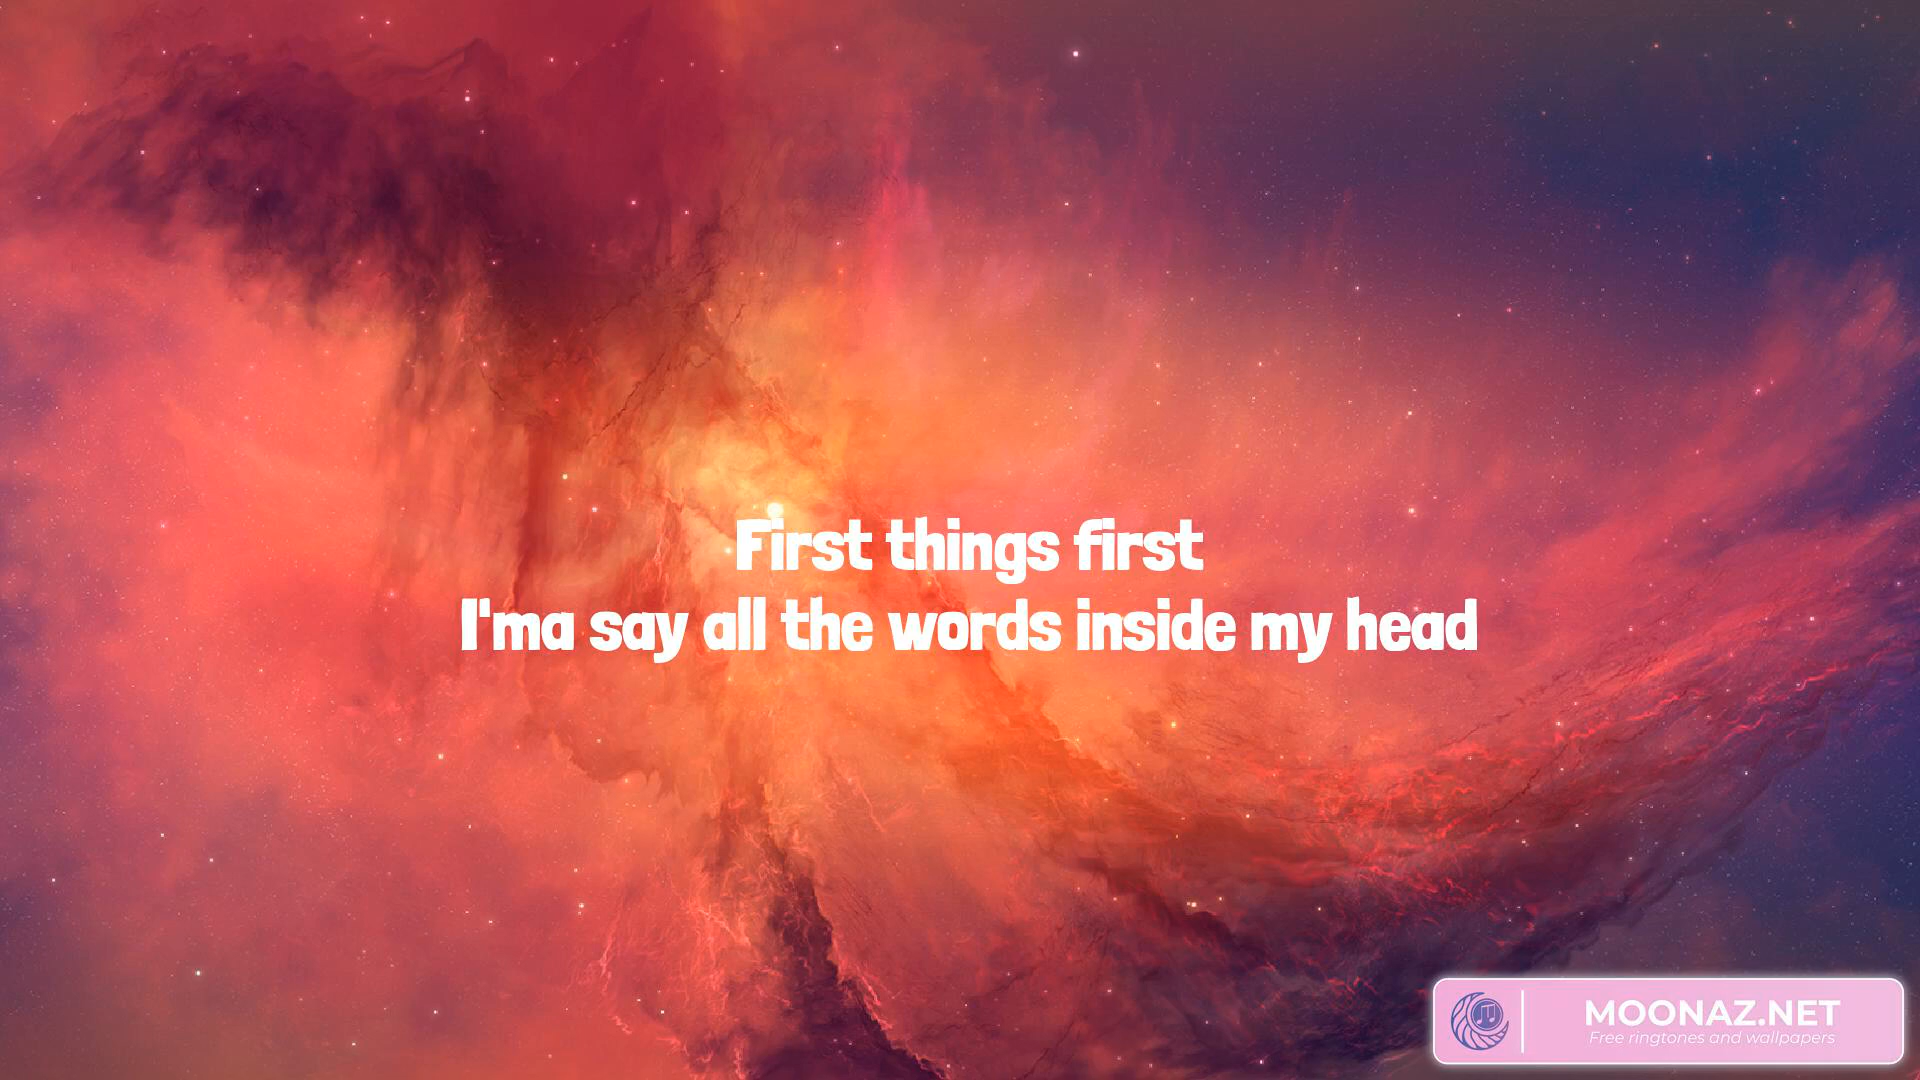 First things first
I'ma say all the words inside my head
MOONAZ.NET
Free ringtones and wallpapers